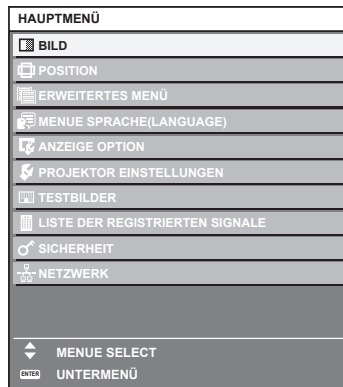 HAUPTMENÜ
BILD
POSITION
ERWEITERTES MENÜ
MENUE SPRACHE(LANGUAGE)
ANZEIGE OPTION
PROJEKTOR EINSTELLUNGEN
TESTBILDER
LISTE DER REGISTRIERTEN SIGNALE
SICHERHEIT
NETZWERK
MENUE SELECT
ENTER UNTERMENÜ